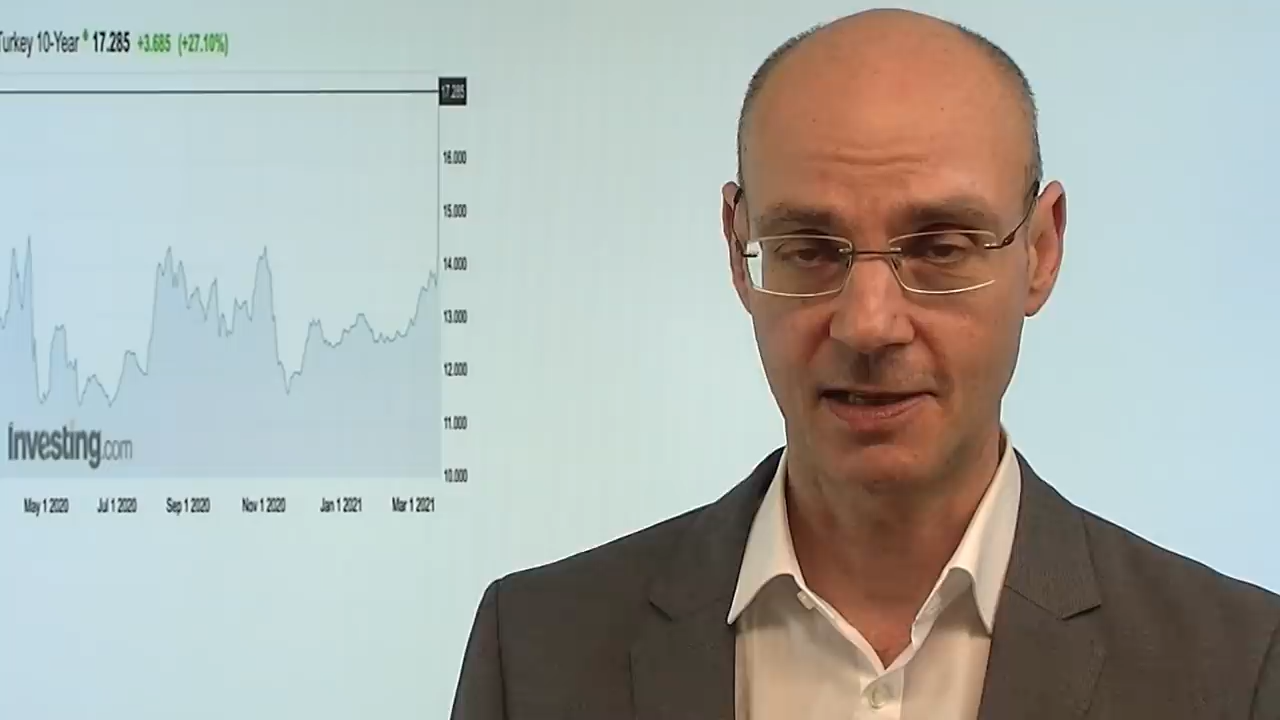 Turkey 10-Year 17.285 +3.685 (+27.10%)
17.285
16.000
15.000
14.000
13.000
12.000
11.000
10.000
Investing.com
May 1 2020 Jul 1 2020 Sep 1 2020 Nov 1 2020 Jan 1 2021 Mar 1 2021